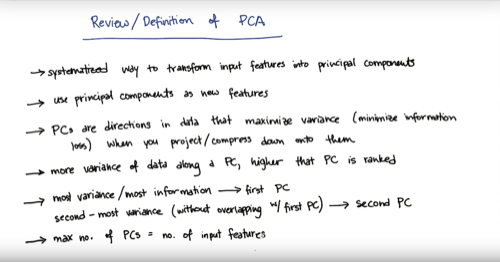 Review/Definition of PCA
→ systematized way to transform input features into principal components
→ use principal components as new features
→ PCs are directions in data that maximize variance (minimize information
loss) when you project/compress down onto them
→ more variance of data along a PC, higher that PC is ranked
→ most variance/most information → first PC
second-most variance (without overlapping w/ first PC) → second PC
→ max no. of PCs = no. of input features